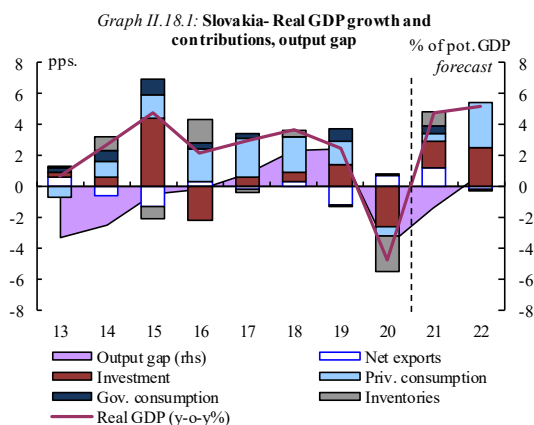 Graph II.18.1: Slovakia- Real GDP growth and
contributions, output gap
pps.
% of pot. GDP
forecast
8
6
4
2
0
-2
-4
-6
-8
8
6
4
2
0
-2
-4
-6
-8
13 14 15 16 17 18 19 20 21 22
Output gap (rhs) Net exports
Investment Priv. consumption
Gov. consumption Inventories
Real GDP (y-o-y%)